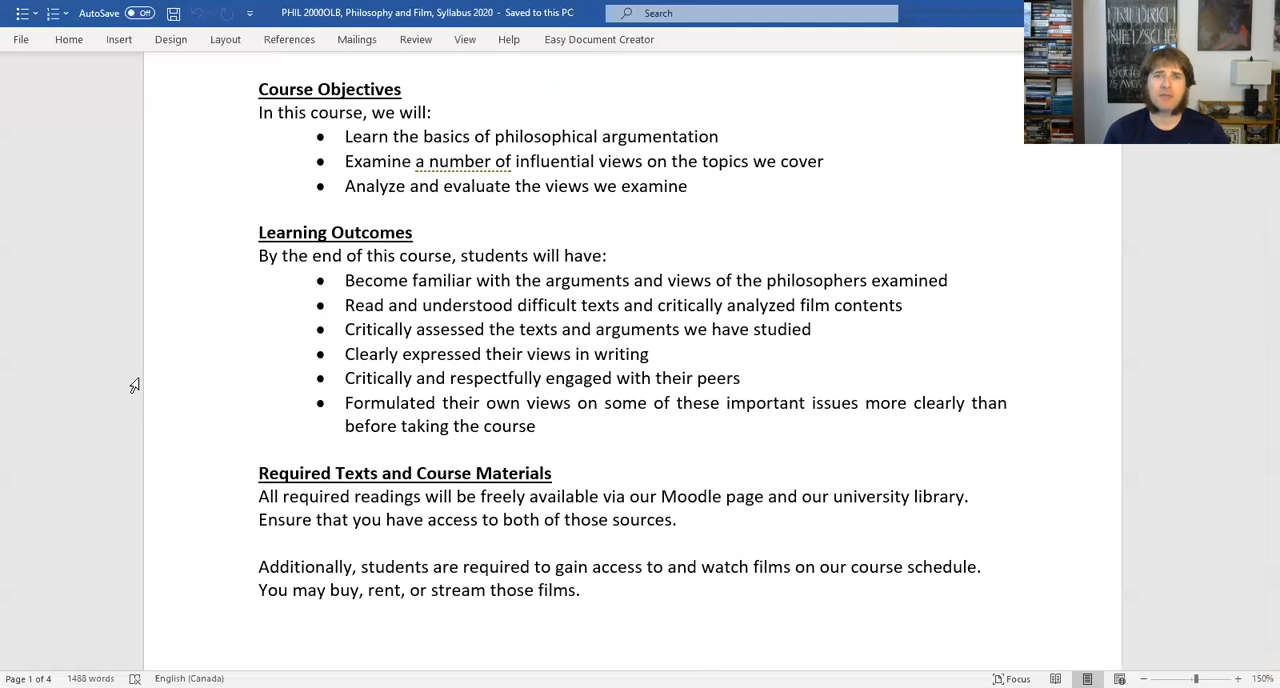 AutoSave Off PHIL 2000OLB, Philosophy and Film, Syllabus 2020 - Saved to this PC Search
File Home Insert Design Layout References Mailings Review View Help Easy Document Creator
FRIEDRICH
NIETZSCHE
Course Objectives
In this course, we will:
● Learn the basics of philosophical argumentation
● Examine a number of influential views on the topics we cover
● Analyze and evaluate the views we examine
Learning Outcomes
By the end of this course, students will have:
● Become familiar with the arguments and views of the philosophers examined
● Read and understood difficult texts and critically analyzed film contents
● Critically assessed the texts and arguments we have studied
● Clearly expressed their views in writing
● Critically and respectfully engaged with their peers
● Formulated their own views on some of these important issues more clearly than
before taking the course
Required Texts and Course Materials
All required readings will be freely available via our Moodle page and our university library.
Ensure that you have access to both of those sources.
Additionally, students are required to gain access to and watch films on our course schedule.
You may buy, rent, or stream those films.
Page 1 of 4 1488 words English (Canada) Focus 150%